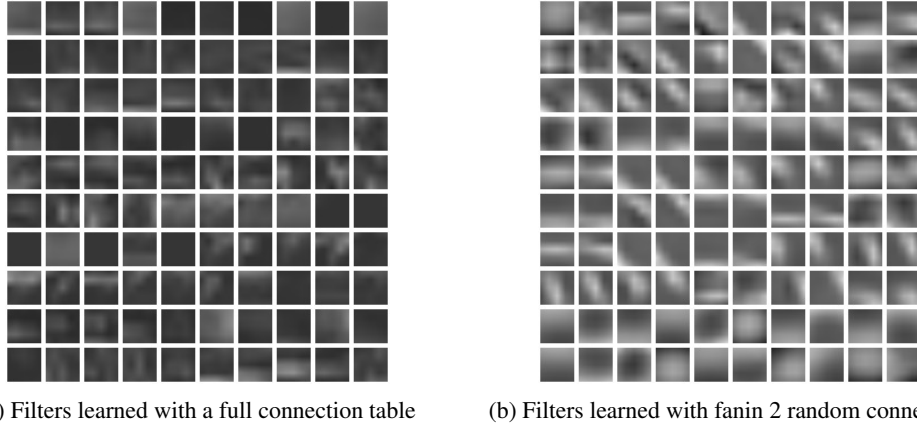 ) Filters learned with a full connection table
(b) Filters learned with fanin 2 random conne